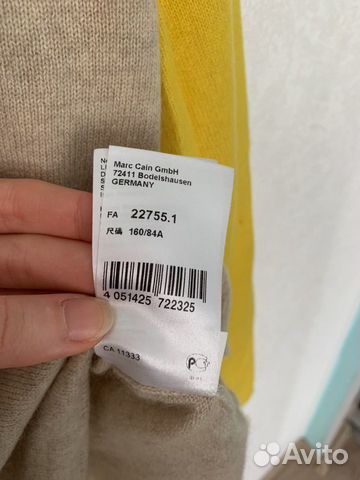 Marc Cain GmbH
72411 Bodelshausen
GERMANY
FA 22755.1
尺碼 160/84A
4 051425 722325
CA 11333
Avito